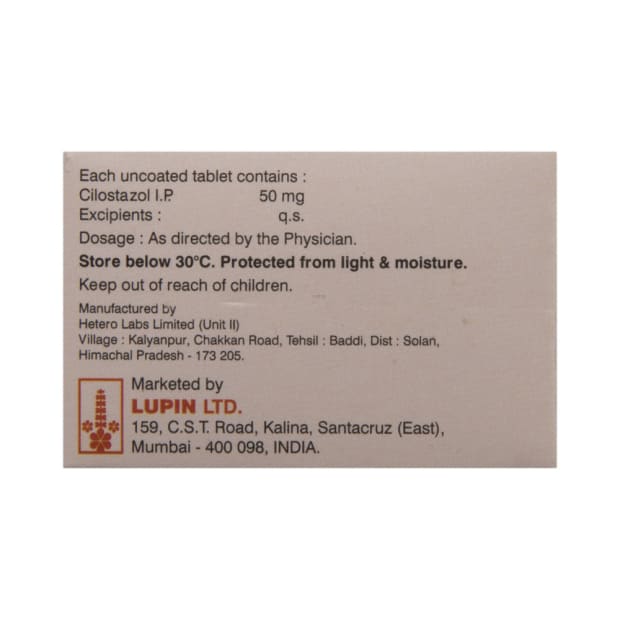 Each uncoated tablet contains :
Cilostazol I.P. 50 mg
Excipients : q.s.
Dosage : As directed by the Physician.
Store below 30°C. Protected from light & moisture.
Keep out of reach of children.
Manufactured by
Hetero Labs Limited (Unit II)
Village : Kalyanpur, Chakkan Road, Tehsil : Baddi, Dist : Solan,
Himachal Pradesh - 173 205.
Marketed by
LUPIN LTD.
159, C.S.T. Road, Kalina, Santacruz (East),
Mumbai - 400 098, INDIA.